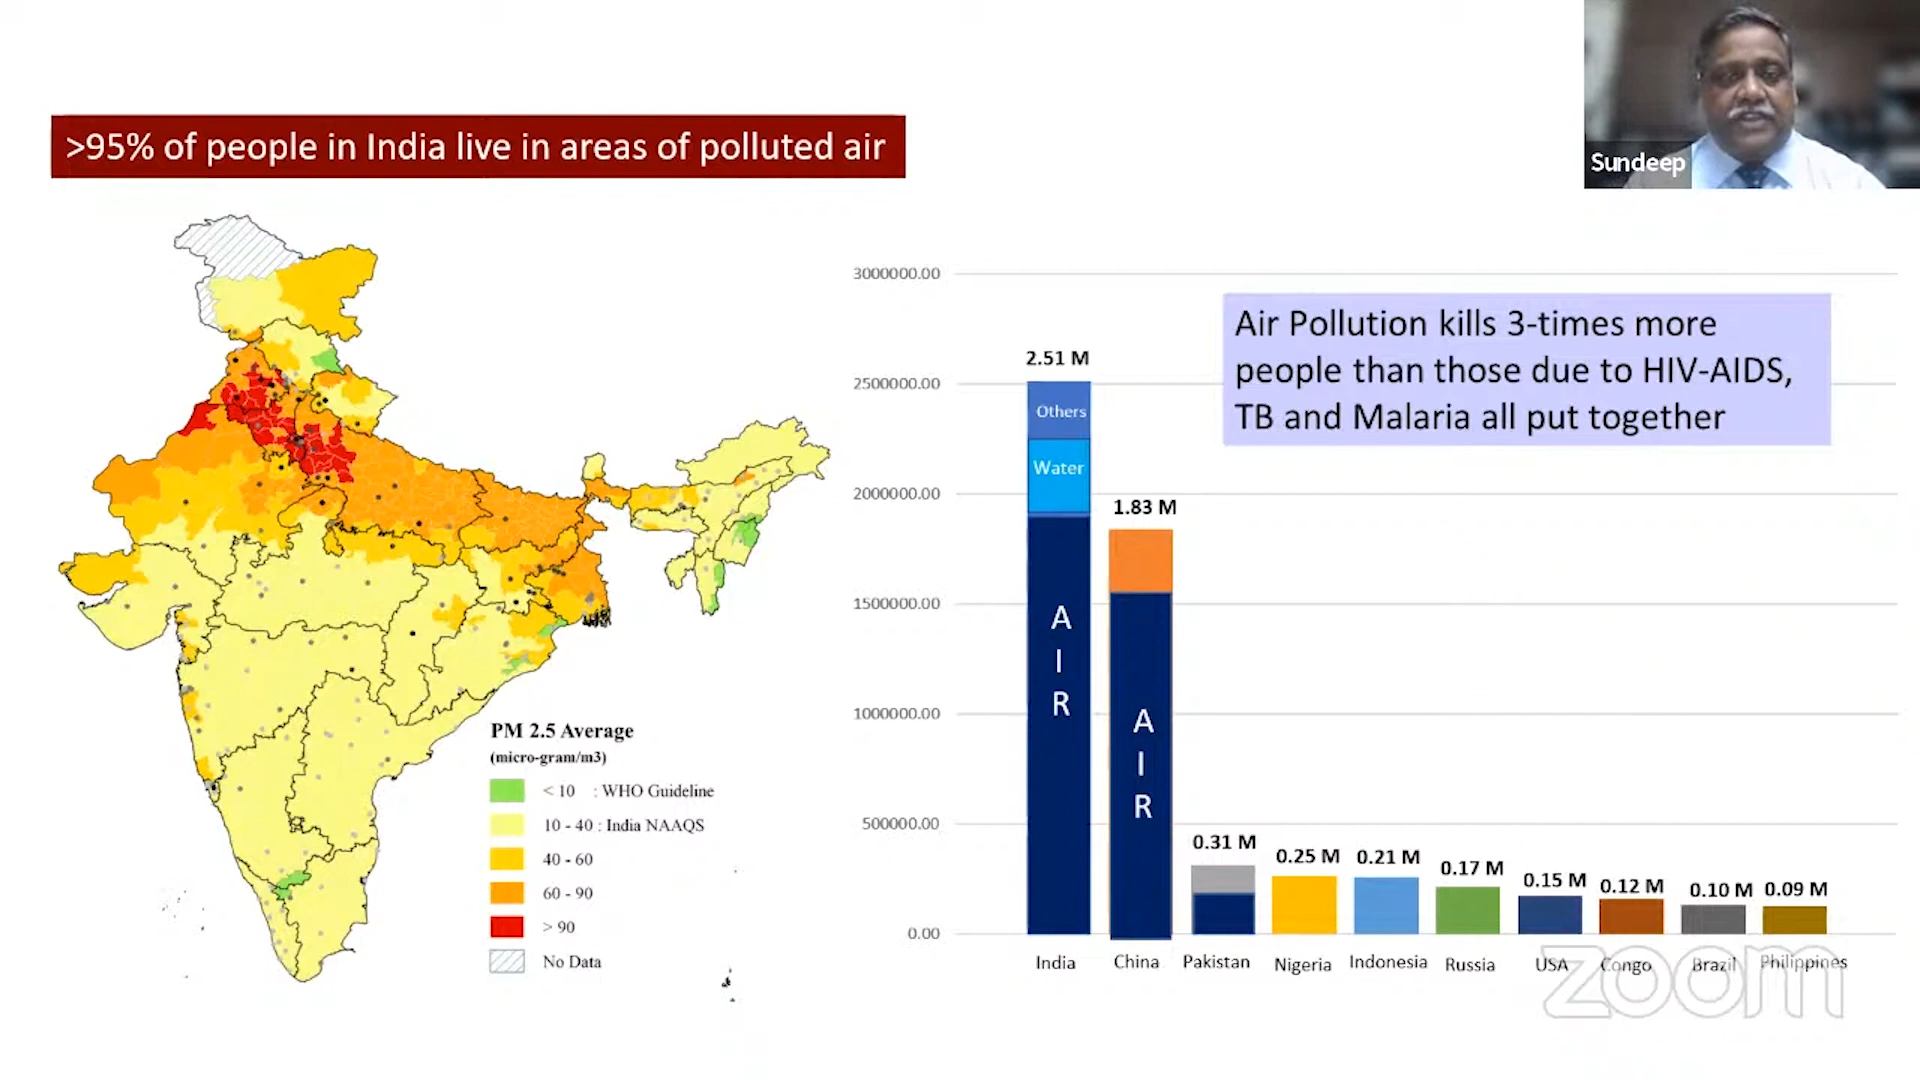 >95% of people in India live in areas of polluted air
Sundeep
PM 2.5 Average
(micro-gram/m3)
< 10 : WHO Guideline
10 - 40 : India NAAQS
40 - 60
60 - 90
> 90
No Data
Air Pollution kills 3-times more
people than those due to HIV-AIDS,
TB and Malaria all put together
3000000.00
2500000.00
2000000.00
1500000.00
1000000.00
500000.00
0.00
2.51 M
Others
Water
A
I
R
1.83 M
A
I
R
0.31 M
0.25 M
0.21 M
0.17 M
0.15 M
0.12 M
0.10 M
0.09 M
India
China
Pakistan
Nigeria
Indonesia
Russia
USA
Congo
Brazil
Philippines
zoom